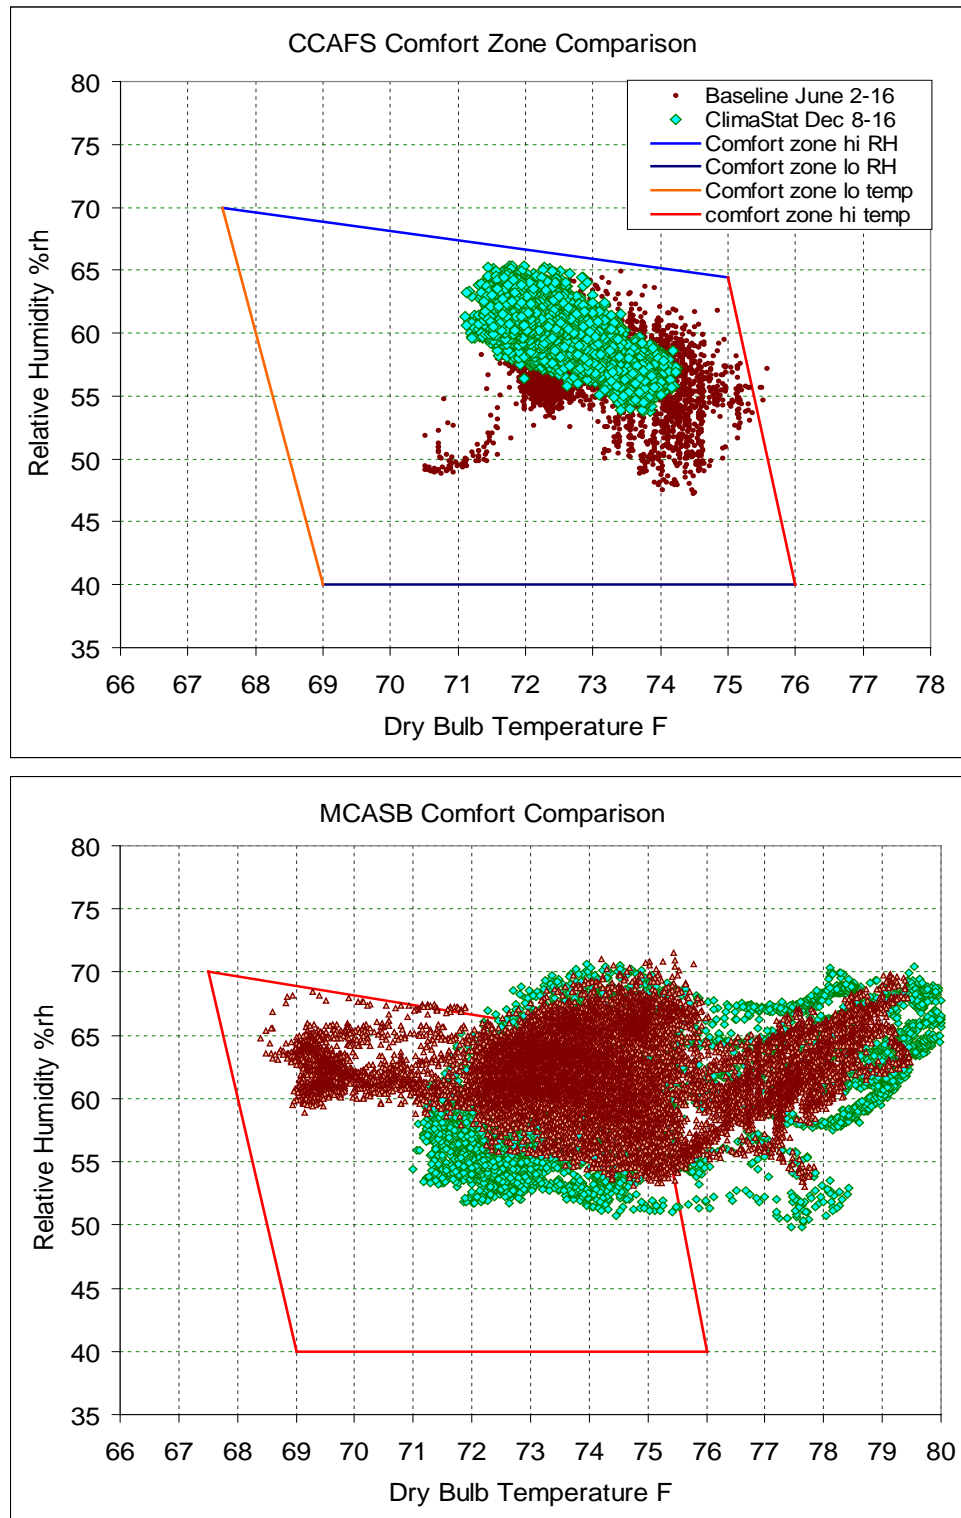 CCAFS Comfort Zone Comparison
Baseline June 2-16
ClimaStat Dec 8-16
Comfort zone hi RH
Comfort zone lo RH
Comfort zone lo temp
comfort zone hi temp
80
75
70
65
60
55
50
45
40
35
Relative Humidity %rh
66 67 68 69 70 71 72 73 74 75 76 77 78
Dry Bulb Temperature F
MCASB Comfort Comparison
80
75
70
65
60
55
50
45
40
35
Relative Humidity %rh
66 67 68 69 70 71 72 73 74 75 76 77 78 79 80
Dry Bulb Temperature F